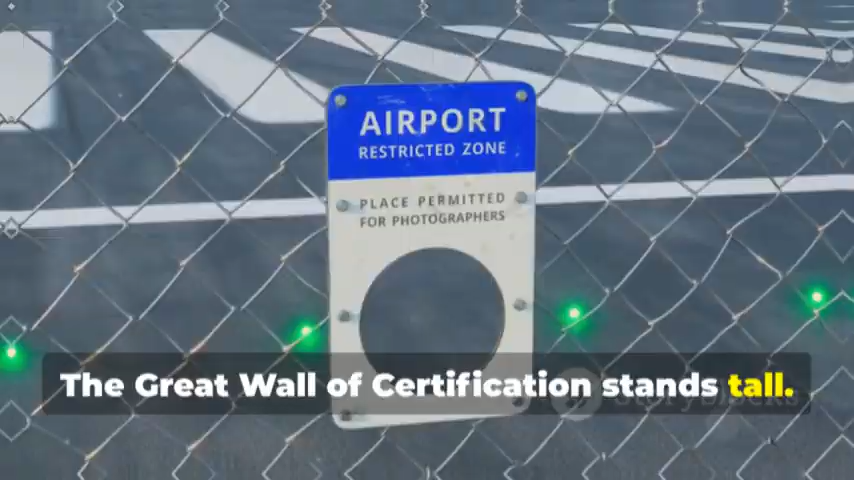 AIRPORT
RESTRICTED ZONE
PLACE PERMITTED
FOR PHOTOGRAPHERS
The Great Wall of Certification stands tall.